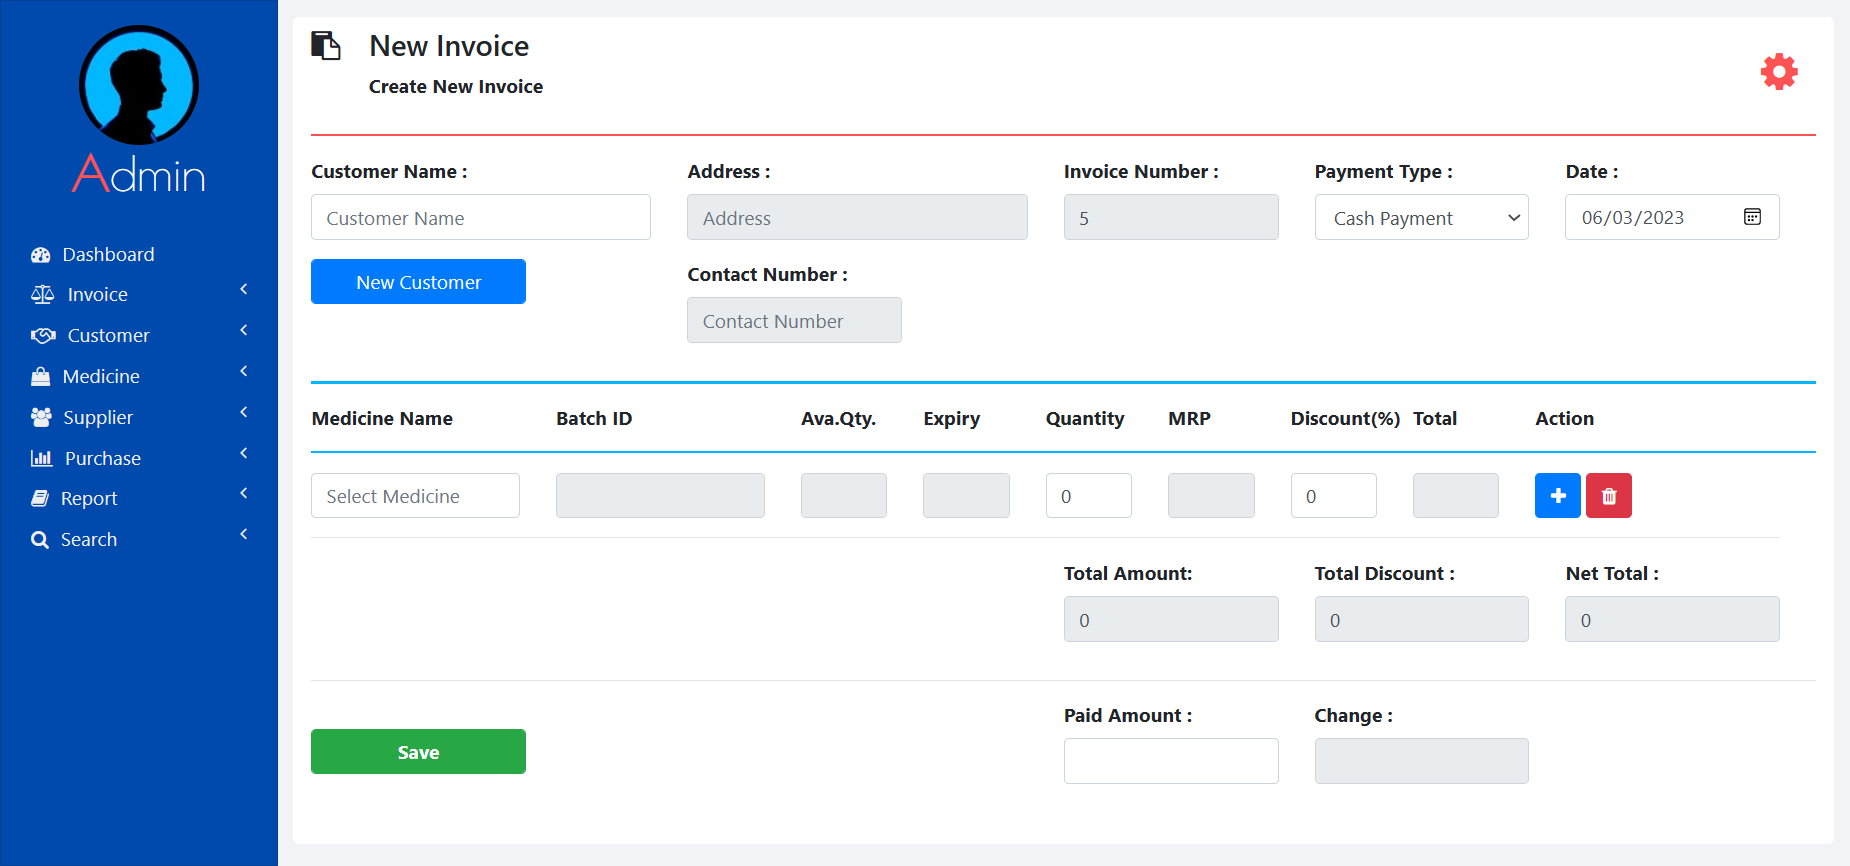 Admin
Dashboard
Invoice
Customer
Medicine
Supplier
Purchase
Report
Search
New Invoice
Create New Invoice
Customer Name :
Address :
Invoice Number :
Payment Type :
Date :
Customer Name
Address
5
Cash Payment
06/03/2023
New Customer
Contact Number :
Contact Number
Medicine Name
Batch ID
Ava.Qty.
Expiry
Quantity
MRP
Discount(%)
Total
Action
Select Medicine
0
0
Total Amount:
Total Discount :
Net Total :
0
0
0
Paid Amount :
Change :
Save